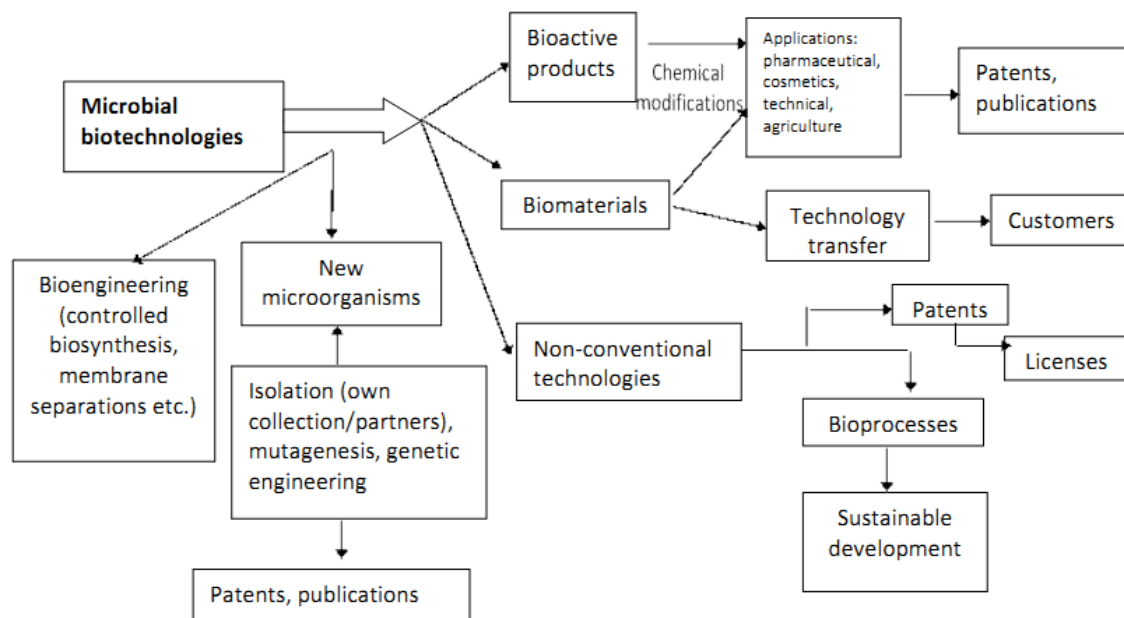 Microbial
biotechnologies
Bioactive
products
Chemical
modifications
Applications:
pharmaceutical,
cosmetics,
technical,
agriculture
Patents,
publications
Biomaterials
Technology
transfer
Customers
Bioengineering
(controlled
biosynthesis,
membrane
separations etc.)
New
microorganisms
Isolation (own
collection/partners),
mutagenesis, genetic
engineering
Patents, publications
Non-conventional
technologies
Patents
Licenses
Bioprocesses
Sustainable
development